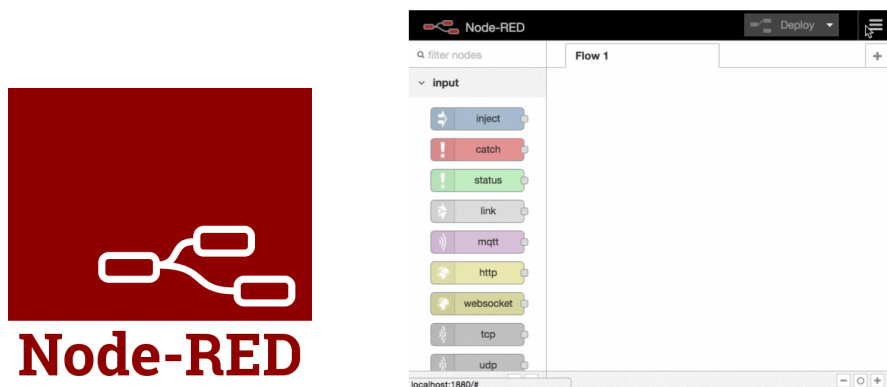 Node-RED
Node-RED
Deploy
filter nodes
Flow 1
input
inject
catch
status
link
mqtt
http
websocket
tcp
udp
localhost:1880/#